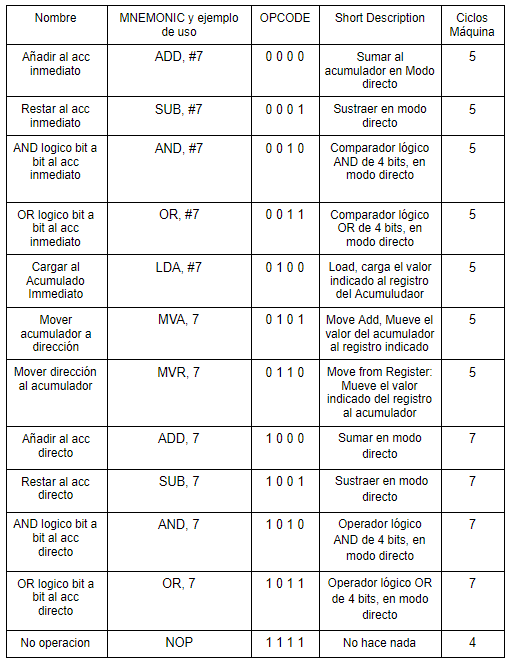 Nombre MNEMONIC y ejemplo de uso OPCODE Short Description Ciclos Máquina
Añadir al acc inmediato ADD, #7 0 0 0 0 Sumar al acumulador en Modo directo 5
Restar al acc inmediato SUB, #7 0 0 0 1 Sustraer en modo directo 5
AND logico bit a bit al acc inmediato AND, #7 0 0 1 0 Comparador lógico AND de 4 bits, en modo directo 5
OR logico bit a bit al acc inmediato OR, #7 0 0 1 1 Comparador lógico OR de 4 bits, en modo directo 5
Cargar al Acumulado Immediato LDA, #7 0 1 0 0 Load, carga el valor indicado al registro del Acumuludaor 5
Mover acumulador a dirección MVA, 7 0 1 0 1 Move Add, Mueve el valor del acumulador al registro indicado 5
Mover dirección al acumulador MVR, 7 0 1 1 0 Move from Register: Mueve el valor indicado del registro al acumulador 5
Añadir al acc directo ADD, 7 1 0 0 0 Sumar en modo directo 7
Restar al acc directo SUB, 7 1 0 0 1 Sustraer en modo directo 7
AND logico bit a bit al acc directo AND, 7 1 0 1 0 Operador lógico AND de 4 bits, en modo directo 7
OR logico bit a bit al acc directo OR, 7 1 0 1 1 Operador lógico OR de 4 bits, en modo directo 7
No operacion NOP 1 1 1 1 No hace nada 4